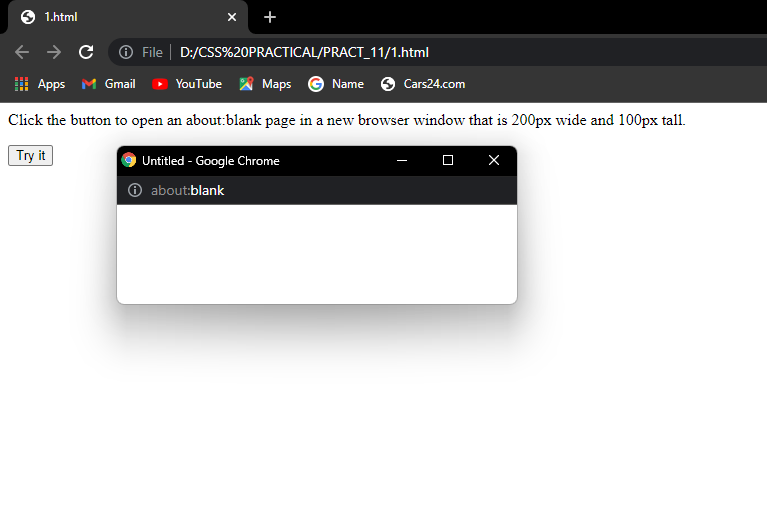 1.html
File D:/CSS%20PRACTICAL/PRACT_11/1.html
Apps Gmail YouTube Maps Name Cars24.com
Click the button to open an about:blank page in a new browser window that is 200px wide and 100px tall.
Try it
Untitled - Google Chrome
about:blank